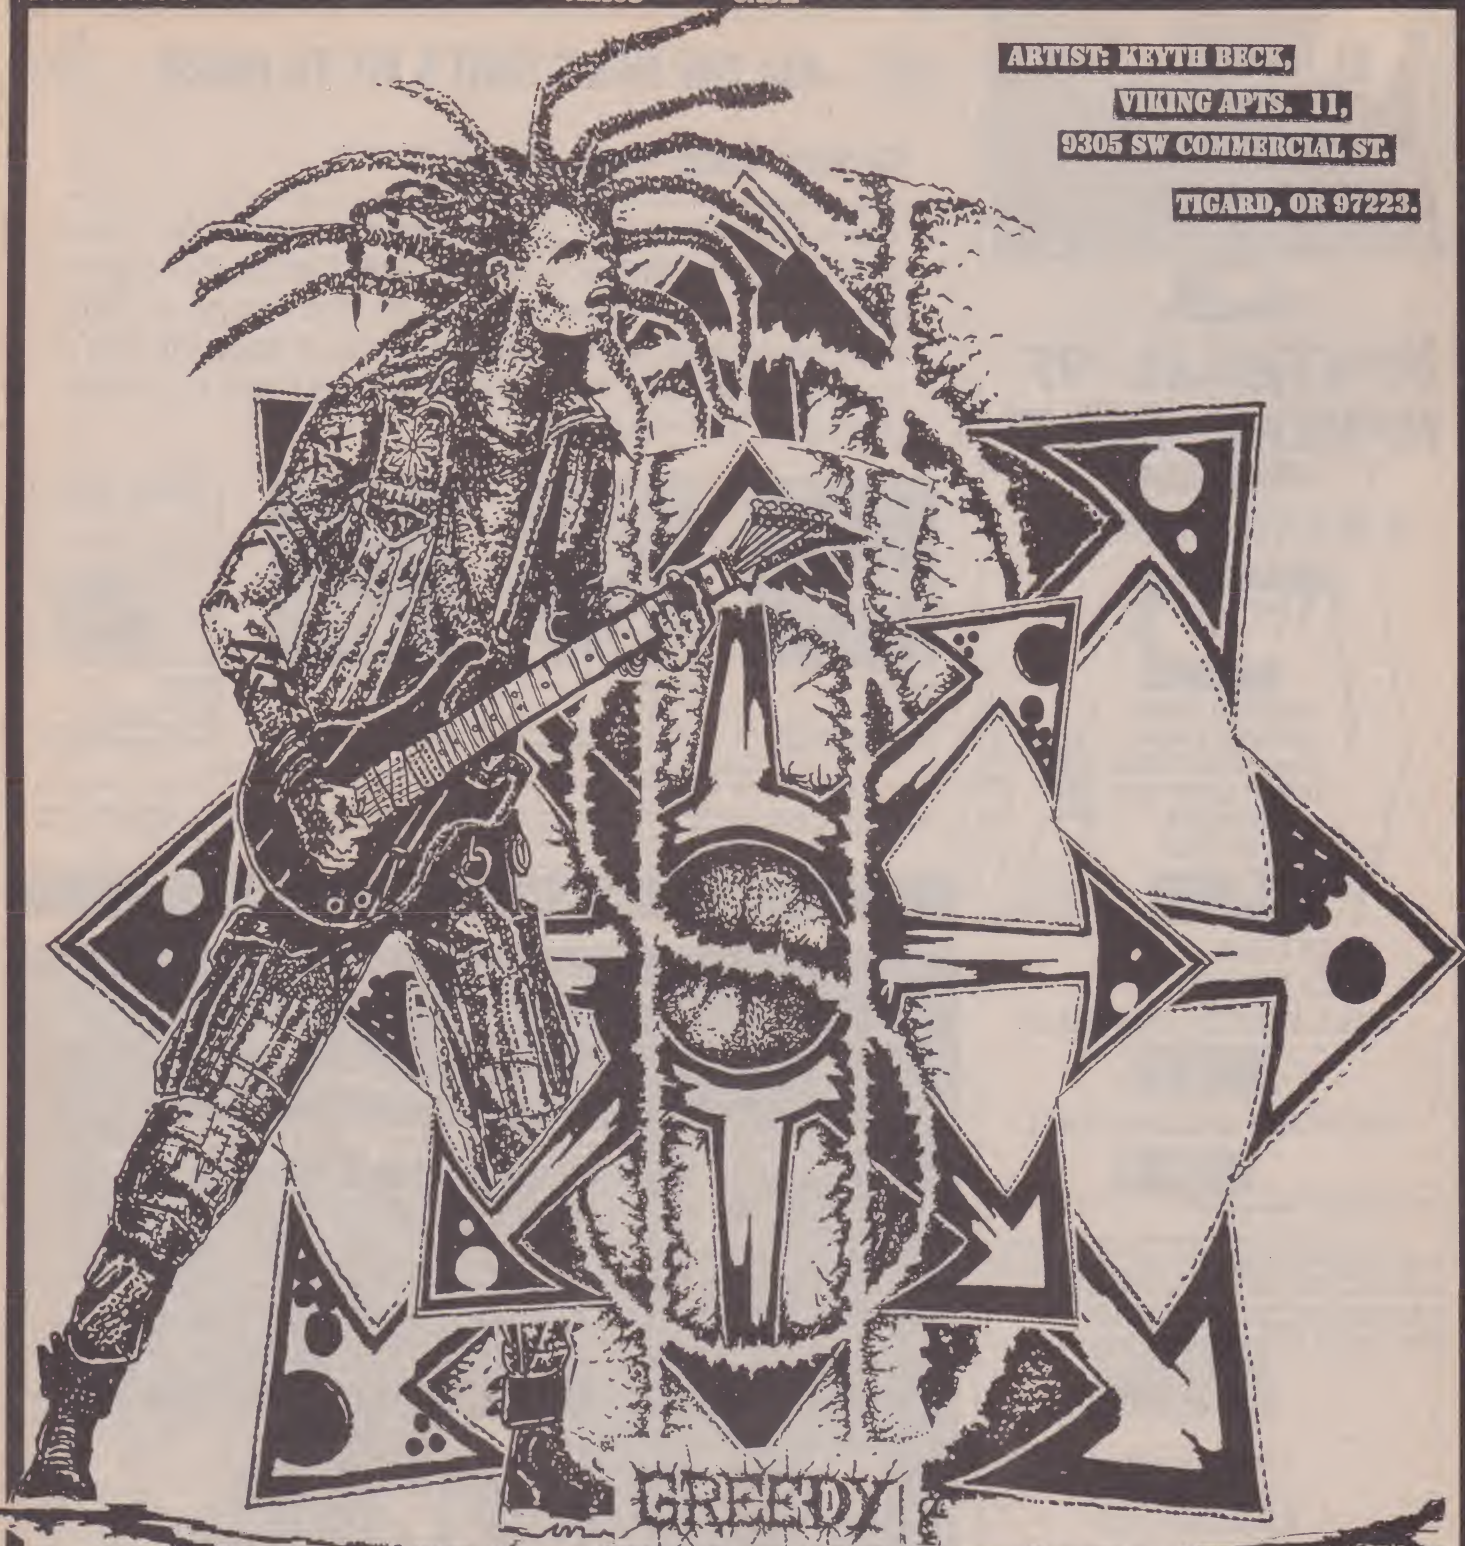 ARTIST: KEYTH BECK,
VIKING APTS. 11,
9305 SW COMMERCIAL ST.
TIGARD, OR 97223.
GREEDY